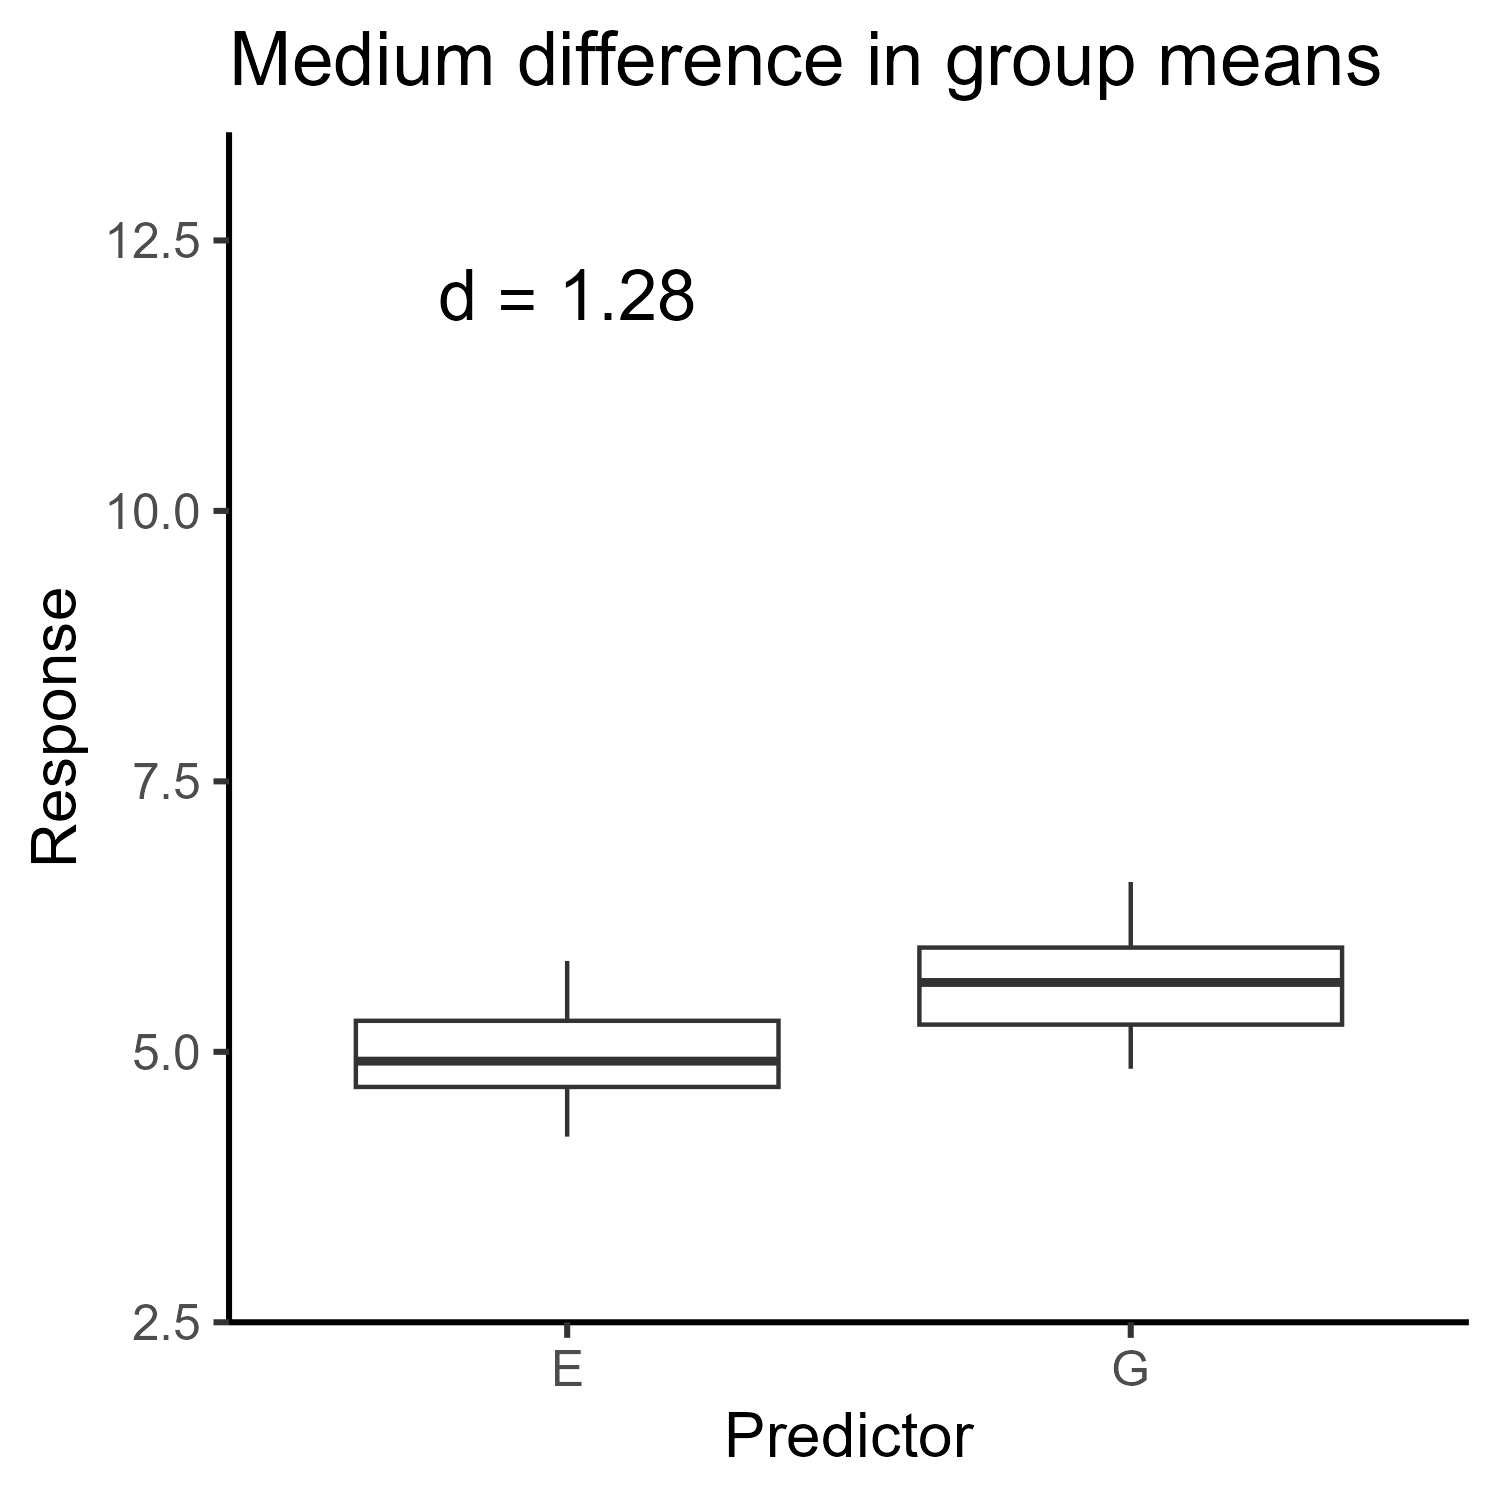 Medium difference in group means
12.5
d = 1.28
10.0
Response
7.5
5.0
2.5
E G
Predictor